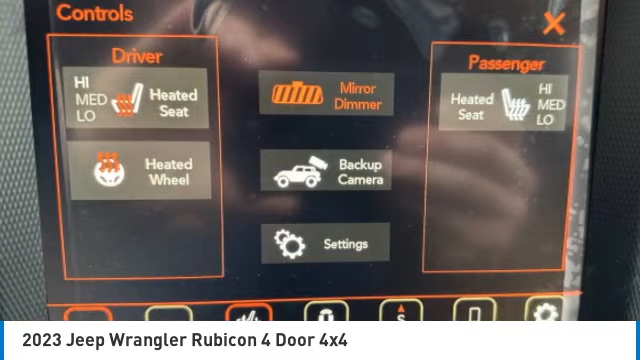 Controls
X
Driver
HI
MED
LO
Heated
Seat
Heated
Wheel
Mirror
Dimmer
Backup
Camera
Settings
Passenger
Heated
Seat
HI
MED
LO
S
2023 Jeep Wrangler Rubicon 4 Door 4x4